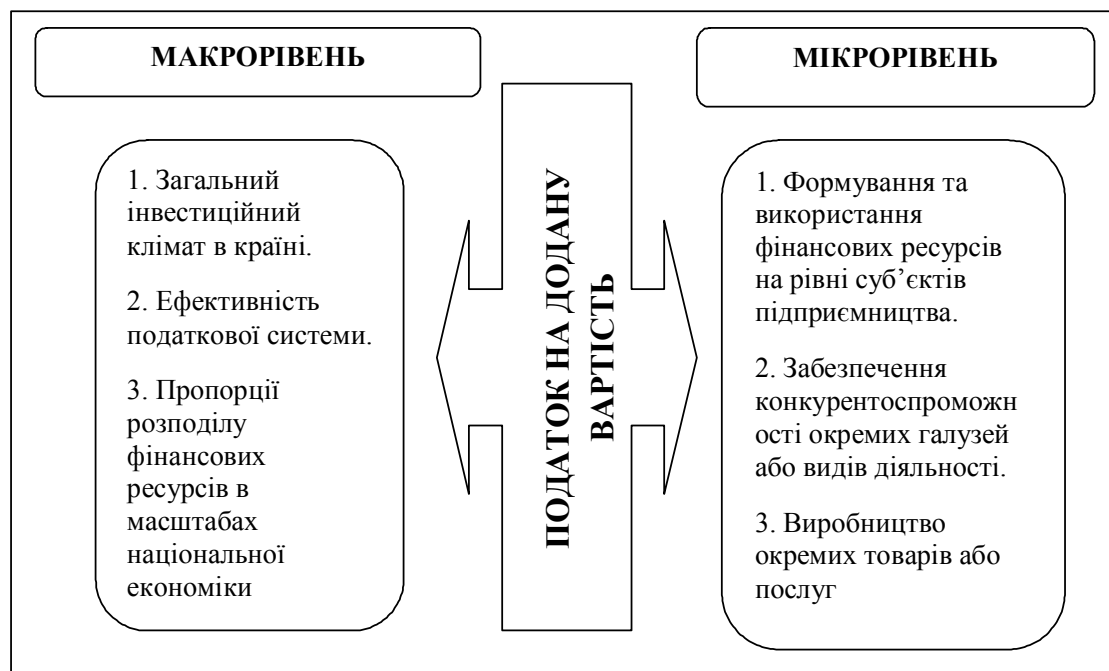 МАКРОРІВЕНЬ
1. Загальний
інвестиційний
клімат в країні.
2. Ефективність
податкової системи.
3. Пропорції
розподілу
фінансових
ресурсів в
масштабах
національної
економіки
ПОДАТОК НА ДОДАНУ
ВАРТІСТЬ
МІКРОРІВЕНЬ
1. Формування та
використання
фінансових ресурсів
на рівні суб’єктів
підприємництва.
2. Забезпечення
конкурентоспроможн
ості окремих галузей
або видів діяльності.
3. Виробництво
окремих товарів або
послуг